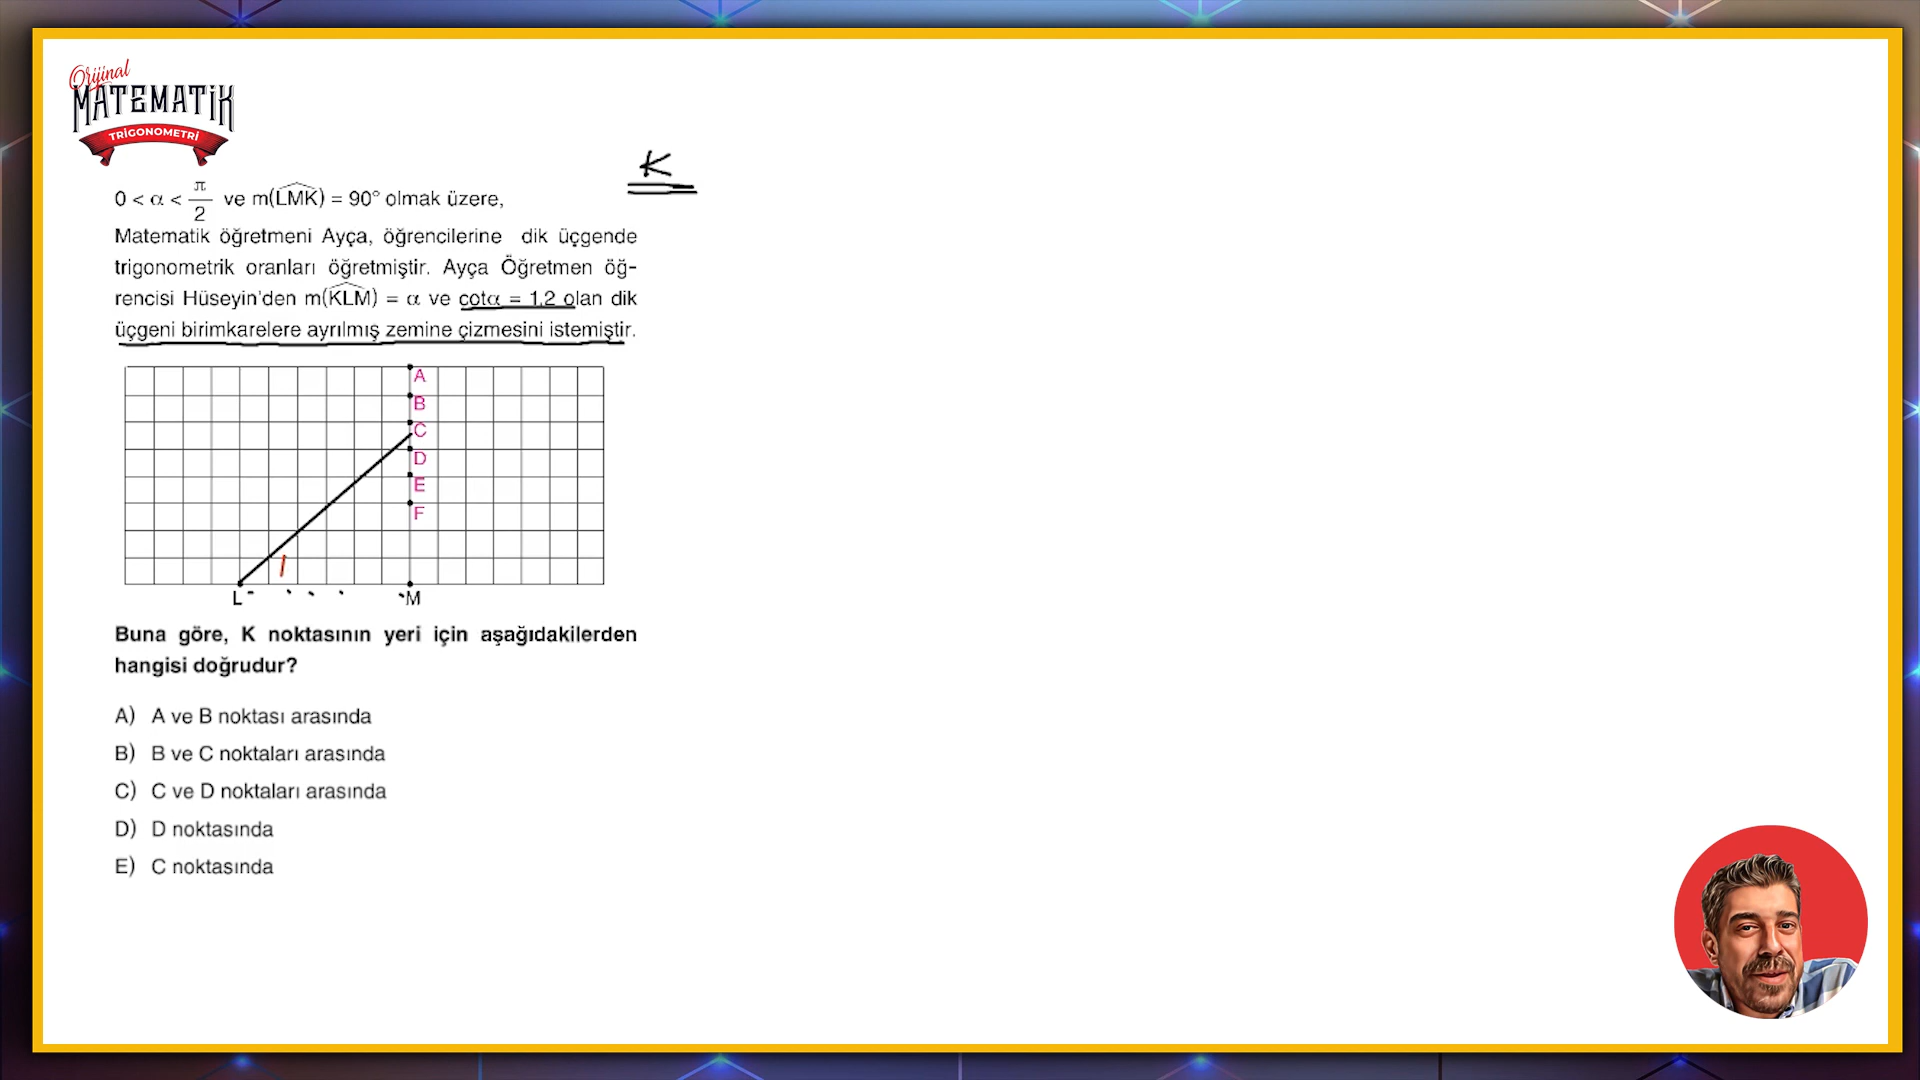 Orijinal
MATEMATİK
TRİGONOMETRİ
K
0 < α < π/2 ve m(LMK) = 90° olmak üzere,
Matematik öğretmeni Ayça, öğrencilerine dik üçgende
trigonometrik oranları öğretmiştir. Ayça Öğretmen öğ-
rencisi Hüseyin'den m(KLM) = α ve cotα = 1,2 olan dik
üçgeni birimkarelere ayrılmış zemine çizmesini istemiştir.
A
B
C
D
E
F
L M
Buna göre, K noktasının yeri için aşağıdakilerden
hangisi doğrudur?
A) A ve B noktası arasında
B) B ve C noktaları arasında
C) C ve D noktaları arasında
D) D noktasında
E) C noktasında